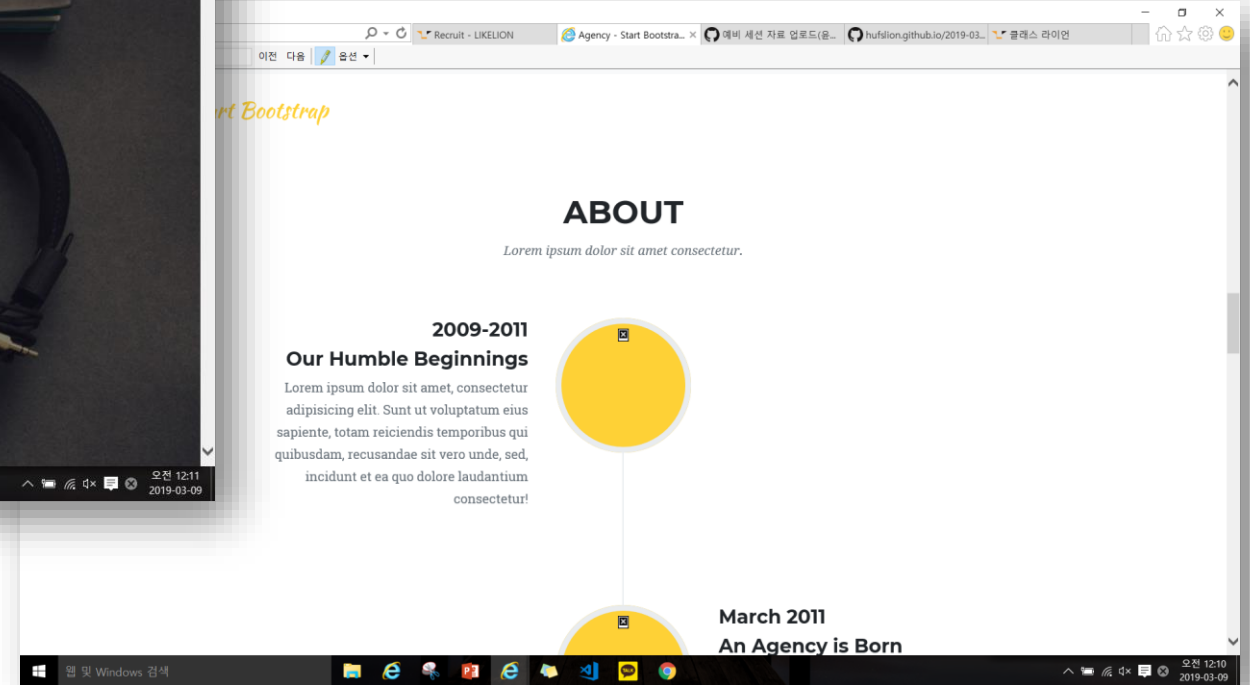 Recruit - LIKELION
Agency - Start Bootstra...
예비 세션 자료 업로드(윤...
hufslion.github.io/2019-03...
클래스 라이언
이전 다음 옵션
art Bootstrap
ABOUT
Lorem ipsum dolor sit amet consectetur.
2009-2011
Our Humble Beginnings
Lorem ipsum dolor sit amet, consectetur
adipisicing elit. Sunt ut voluptatum eius
sapiente, totam reiciendis temporibus qui
quibusdam, recusandae sit vero unde, sed,
incidunt et ea quo dolore laudantium
consectetur!
오전 12:11
2019-03-09
March 2011
An Agency is Born
웹 및 Windows 검색
오전 12:10
2019-03-09